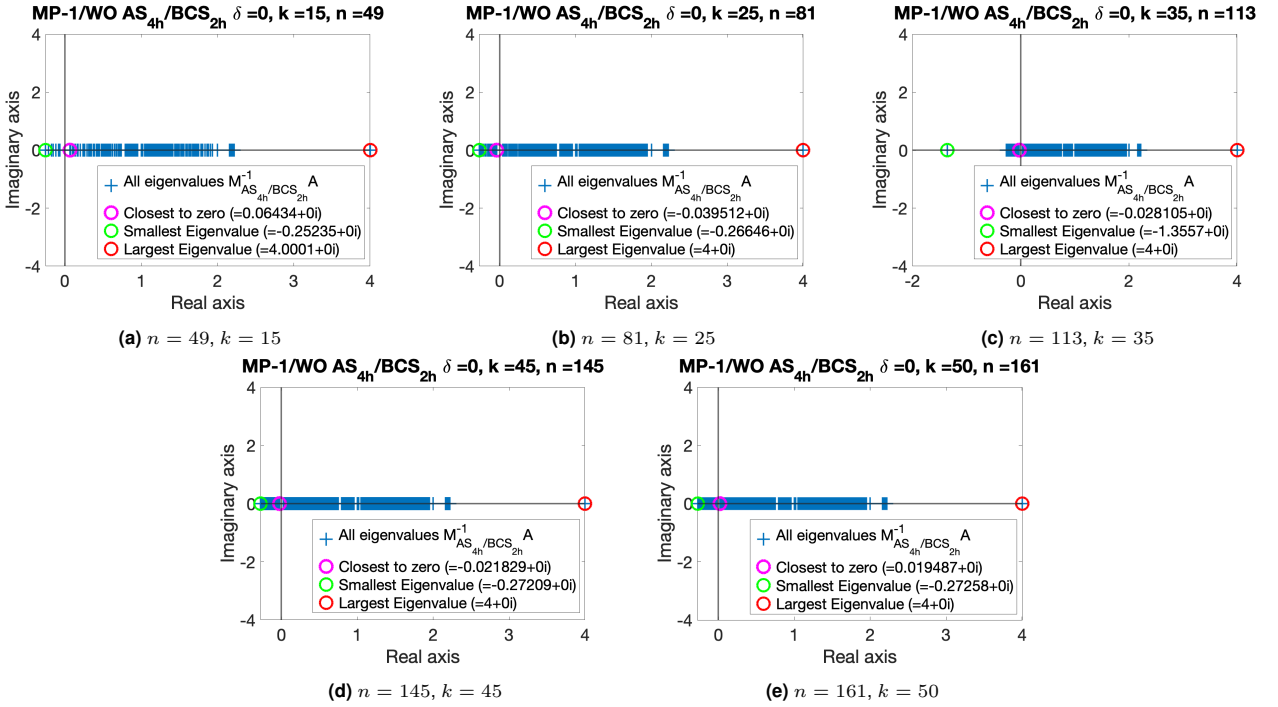 MP-1/WO AS4h/BCS2h δ =0, k =15, n =49
4
2
0
-2
-4
Imaginary axis
0 1 2 3 4
Real axis
All eigenvalues M-1AS4h/BCS2hA
Closest to zero (=0.06434+0i)
Smallest Eigenvalue (=-0.25235+0i)
Largest Eigenvalue (=4.0001+0i)
(a) n = 49, k = 15
MP-1/WO AS4h/BCS2h δ =0, k =25, n =81
4
2
0
-2
-4
Imaginary axis
0 1 2 3 4
Real axis
All eigenvalues M-1AS4h/BCS2hA
Closest to zero (=-0.039512+0i)
Smallest Eigenvalue (=-0.26646+0i)
Largest Eigenvalue (=4+0i)
(b) n = 81, k = 25
MP-1/WO AS4h/BCS2h δ =0, k =35, n =113
4
2
0
-2
-4
Imaginary axis
-2 0 2 4
Real axis
All eigenvalues M-1AS4h/BCS2hA
Closest to zero (=-0.028105+0i)
Smallest Eigenvalue (=-1.3557+0i)
Largest Eigenvalue (=4+0i)
(c) n = 113, k = 35
MP-1/WO AS4h/BCS2h δ =0, k =45, n =145
4
2
0
-2
-4
Imaginary axis
0 1 2 3 4
Real axis
All eigenvalues M-1AS4h/BCS2hA
Closest to zero (=-0.021829+0i)
Smallest Eigenvalue (=-0.27209+0i)
Largest Eigenvalue (=4+0i)
(d) n = 145, k = 45
MP-1/WO AS4h/BCS2h δ =0, k =50, n =161
4
2
0
-2
-4
Imaginary axis
0 1 2 3 4
Real axis
All eigenvalues M-1AS4h/BCS2hA
Closest to zero (=0.019487+0i)
Smallest Eigenvalue (=-0.27258+0i)
Largest Eigenvalue (=4+0i)
(e) n = 161, k = 50